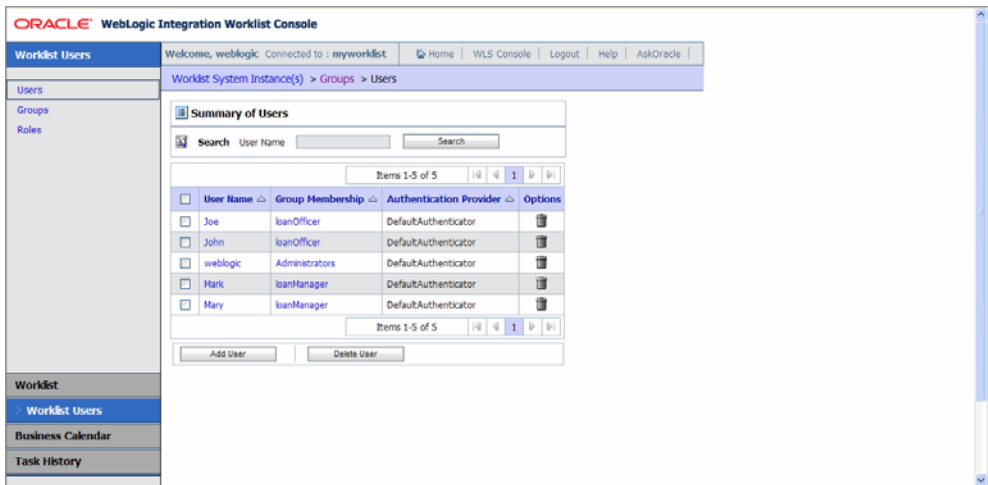 ORACLE WebLogic Integration Worklist Console
Worklist Users
Welcome, weblogic Connected to : myworklist Home WLS Console Logout Help AskOracle
Worklist System Instance(s) > Groups > Users
Users
Groups
Roles
Summary of Users
Search User Name Search
Items 1-5 of 5 1
User Name Group Membership Authentication Provider Options
Joe loanOfficer DefaultAuthenticator
John loanOfficer DefaultAuthenticator
weblogic Administrators DefaultAuthenticator
Mark loanManager DefaultAuthenticator
Mary loanManager DefaultAuthenticator
Items 1-5 of 5 1
Add User Delete User
Worklist
> Worklist Users
Business Calendar
Task History